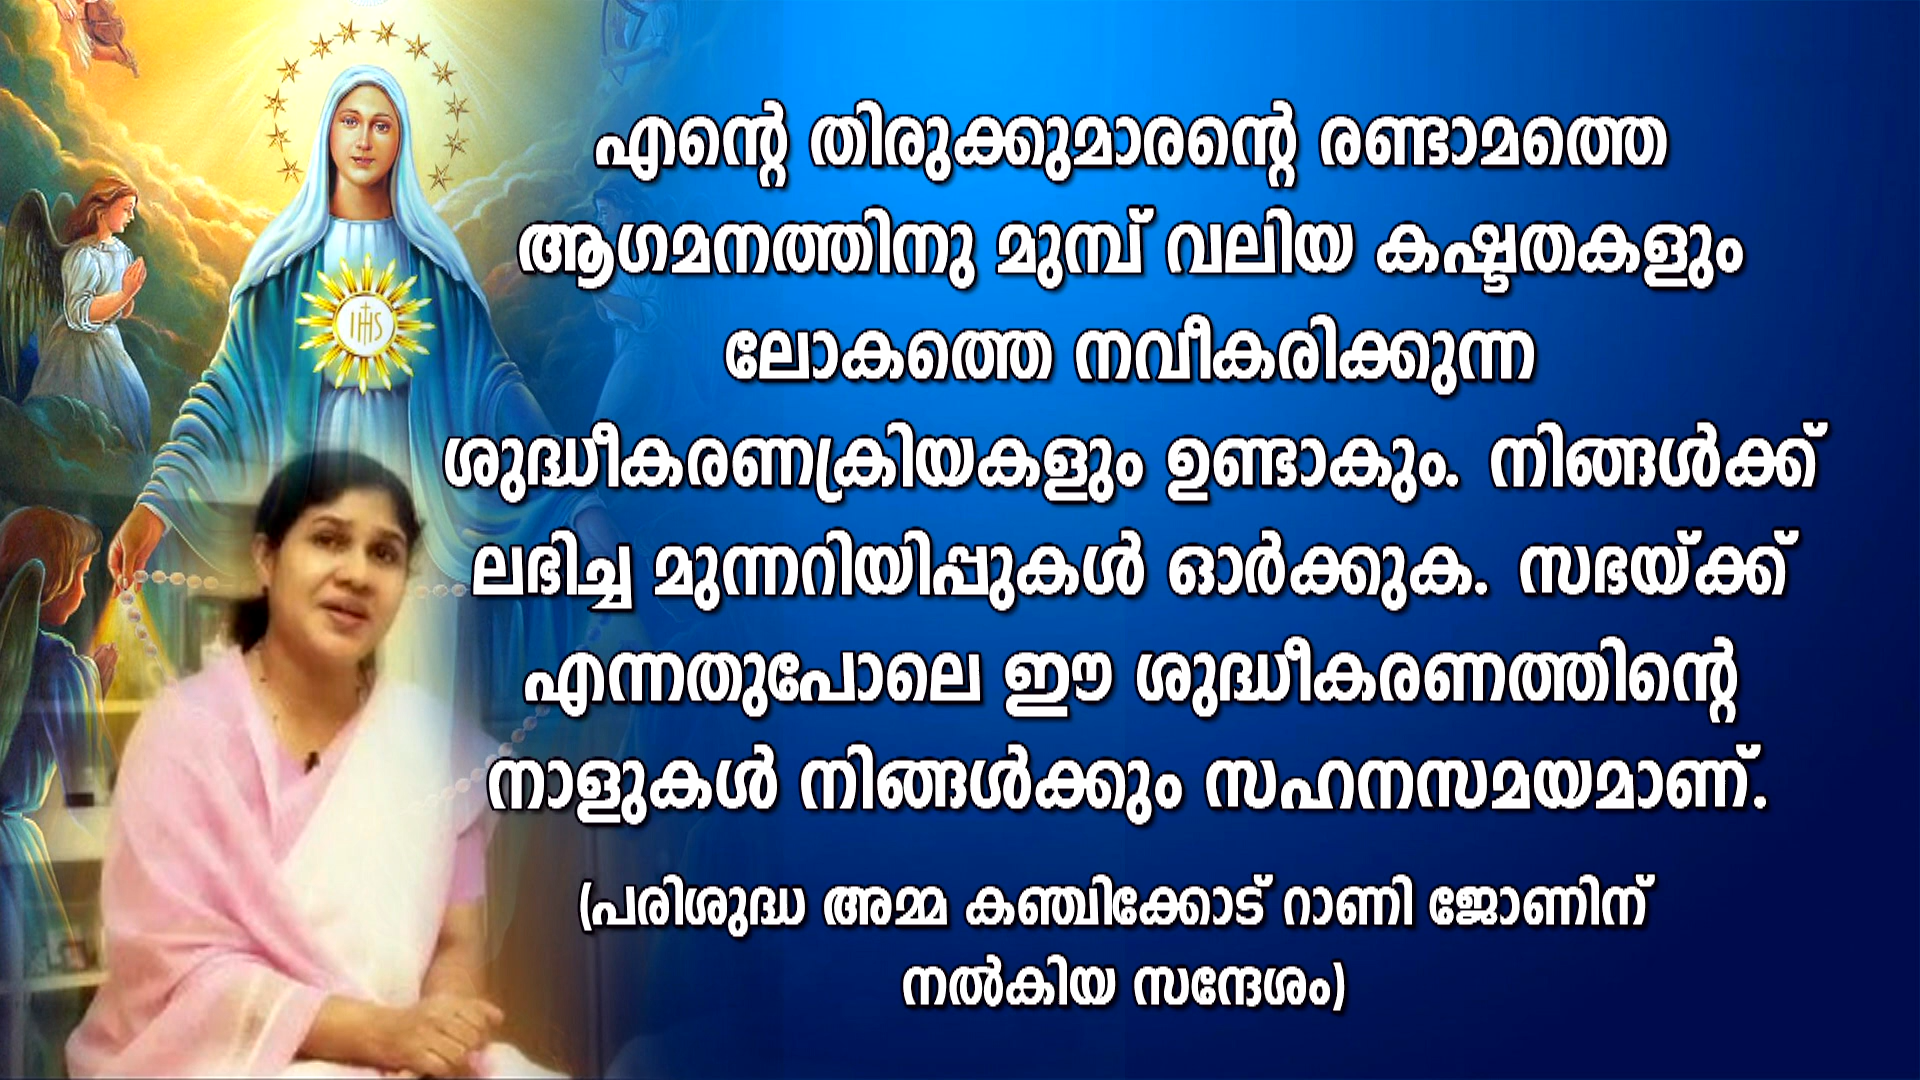 IHS
എന്റെ തിരുക്കുമാരന്റെ രണ്ടാമത്തെ
ആഗമനത്തിനു മുമ്പ് വലിയ കഷ്ടതകളും
ലോകത്തെ നവീകരിക്കുന്ന
ശുദ്ധീകരണക്രിയകളും ഉണ്ടാകും. നിങ്ങൾക്ക്
ലഭിച്ച മുന്നറിയിപ്പുകൾ ഓർക്കുക. സഭയ്ക്ക്
എന്നതുപോലെ ഈ ശുദ്ധീകരണത്തിന്റെ
നാളുകൾ നിങ്ങൾക്കും സഹനസമയമാണ്.
(പരിശുദ്ധ അമ്മ കഞ്ചിക്കോട് റാണി ജോണിന്
നൽകിയ സന്ദേശം)